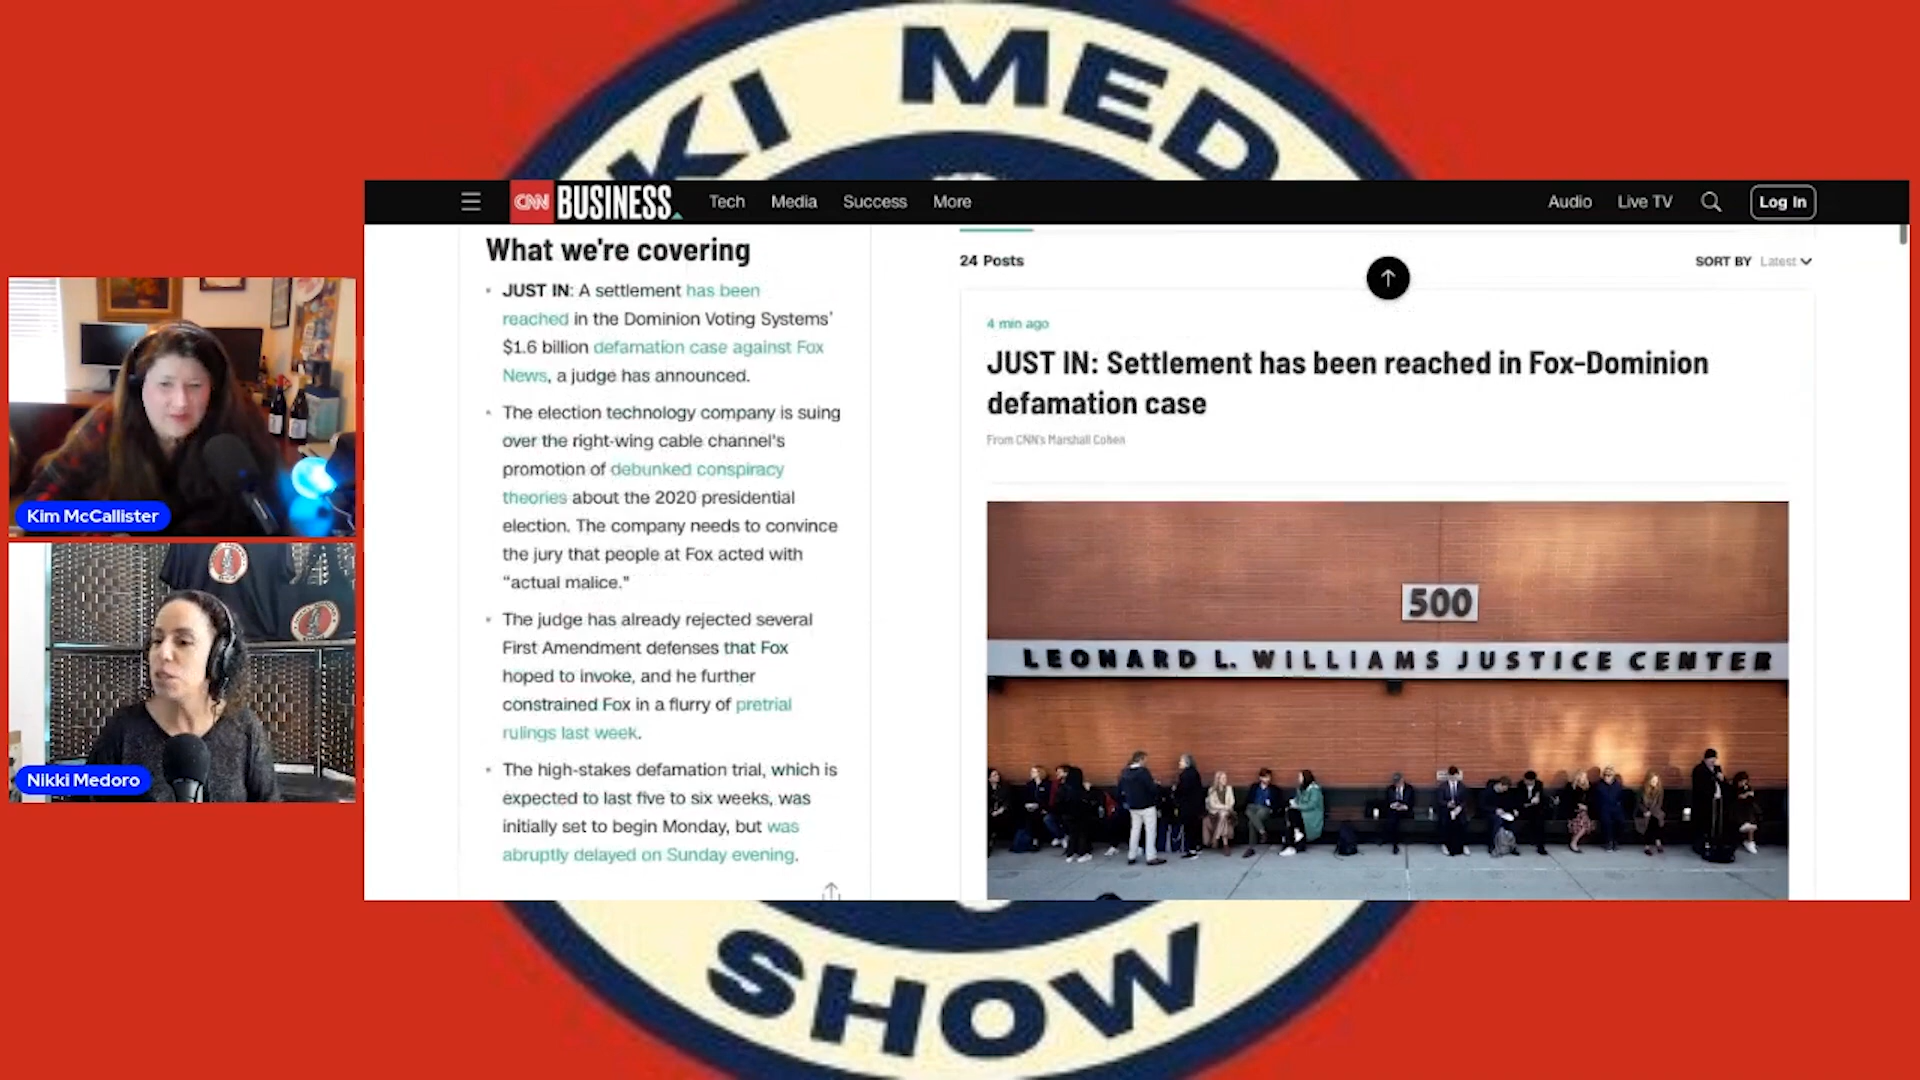 KI MED
CNN BUSINESS
Tech
Media
Success
More
Audio
Live TV
Log In
What we're covering
• JUST IN: A settlement has been
reached in the Dominion Voting Systems’
$1.6 billion defamation case against Fox
News, a judge has announced.
• The election technology company is suing
over the right-wing cable channel's
promotion of debunked conspiracy
theories about the 2020 presidential
election. The company needs to convince
the jury that people at Fox acted with
“actual malice.”
• The judge has already rejected several
First Amendment defenses that Fox
hoped to invoke, and he further
constrained Fox in a flurry of pretrial
rulings last week.
• The high-stakes defamation trial, which is
expected to last five to six weeks, was
initially set to begin Monday, but was
abruptly delayed on Sunday evening.
24 Posts
SORT BY Latest
4 min ago
JUST IN: Settlement has been reached in Fox-Dominion
defamation case
From CNN's Marshall Cohen
500
LEONARD L. WILLIAMS JUSTICE CENTER
Kim McCallister
Nikki Medoro
SHOW